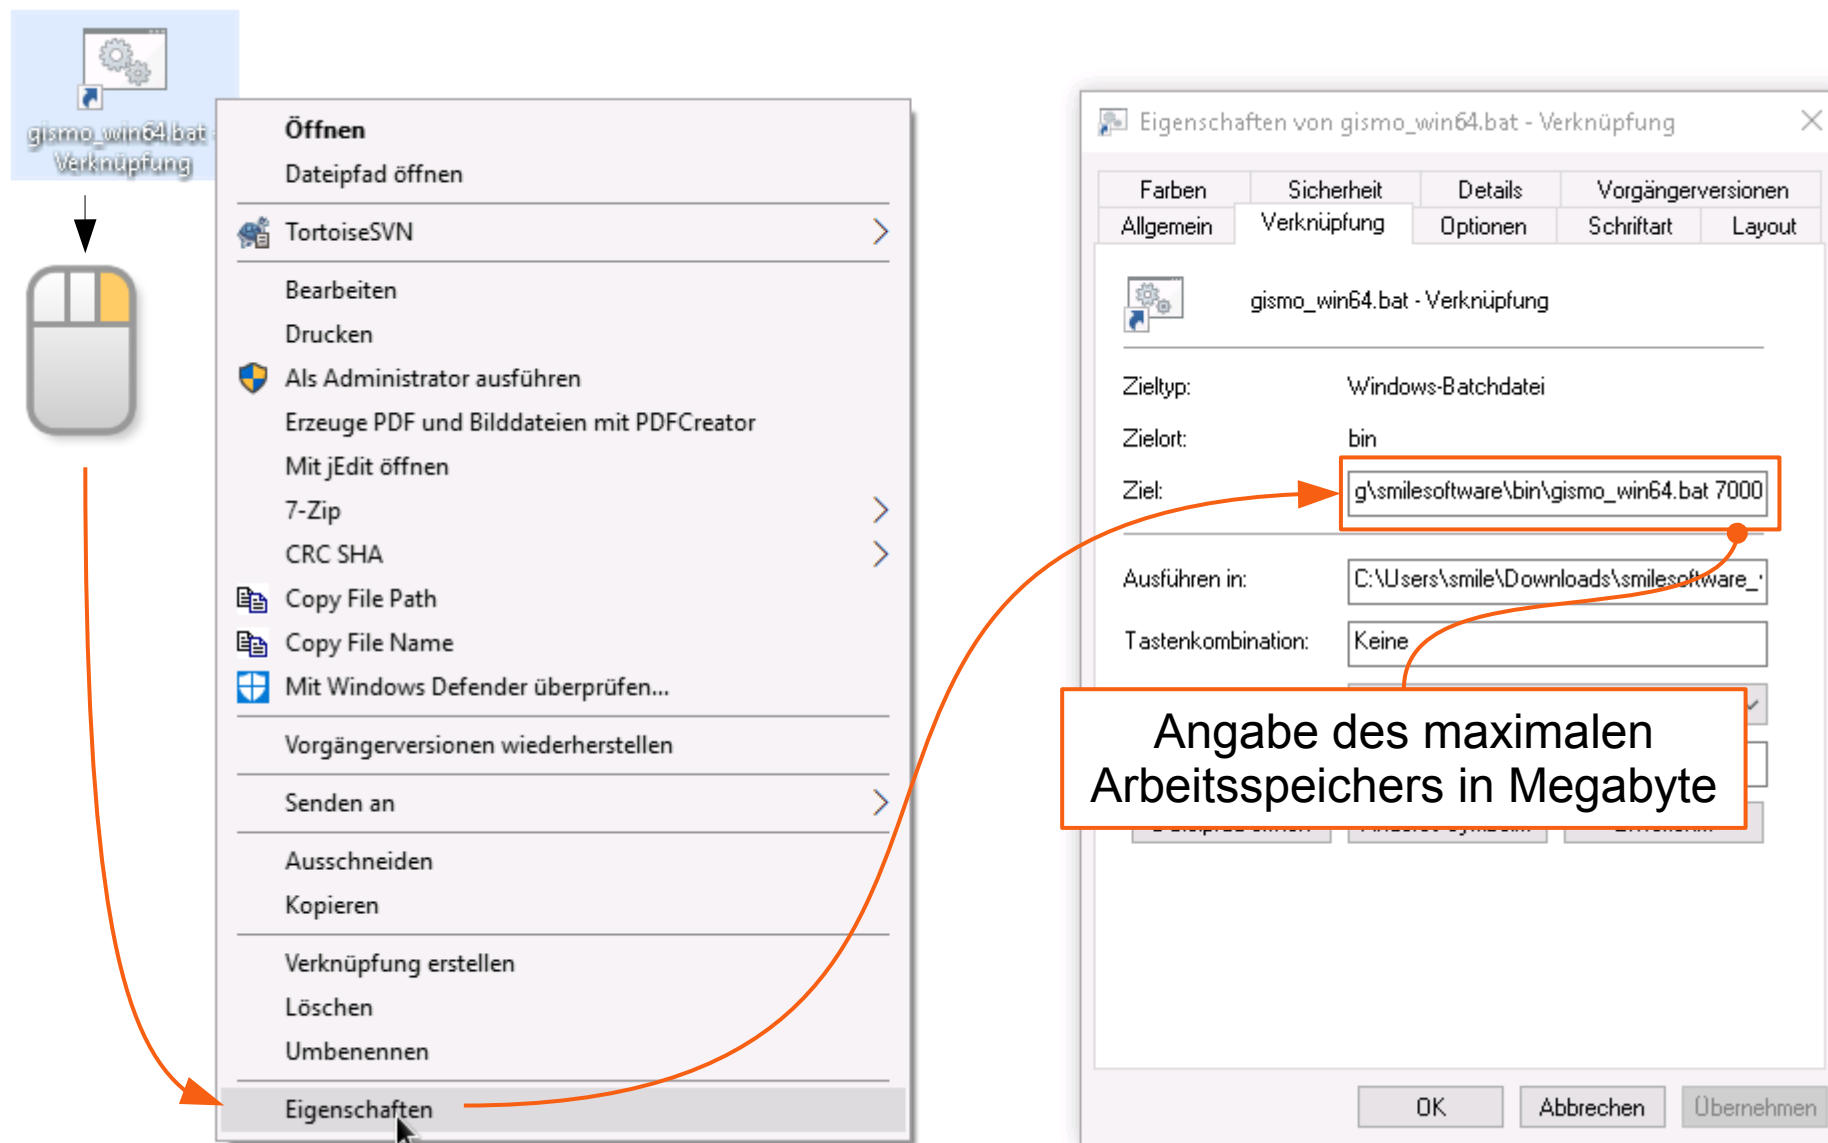 gismo_win64.bat -
Verknüpfung
Öffnen
Dateipfad öffnen
TortoiseSVN
Bearbeiten
Drucken
Als Administrator ausführen
Erzeuge PDF und Bilddateien mit PDFCreator
Mit jEdit öffnen
7-Zip
CRC SHA
Copy File Path
Copy File Name
Mit Windows Defender überprüfen...
Vorgängerversionen wiederherstellen
Senden an
Ausschneiden
Kopieren
Verknüpfung erstellen
Löschen
Umbenennen
Eigenschaften
Eigenschaften von gismo_win64.bat - Verknüpfung
Farben Sicherheit Details Vorgängerversionen
Allgemein Verknüpfung Optionen Schriftart Layout
gismo_win64.bat - Verknüpfung
Zieltyp: Windows-Batchdatei
Zielort: bin
Ziel: g\smilesoftware\bin\gismo_win64.bat 7000
Ausführen in: C:\Users\smile\Downloads\smilesoftware_
Tastenkombination: Keine
Angabe des maximalen
Arbeitsspeichers in Megabyte
OK Abbrechen Übernehmen